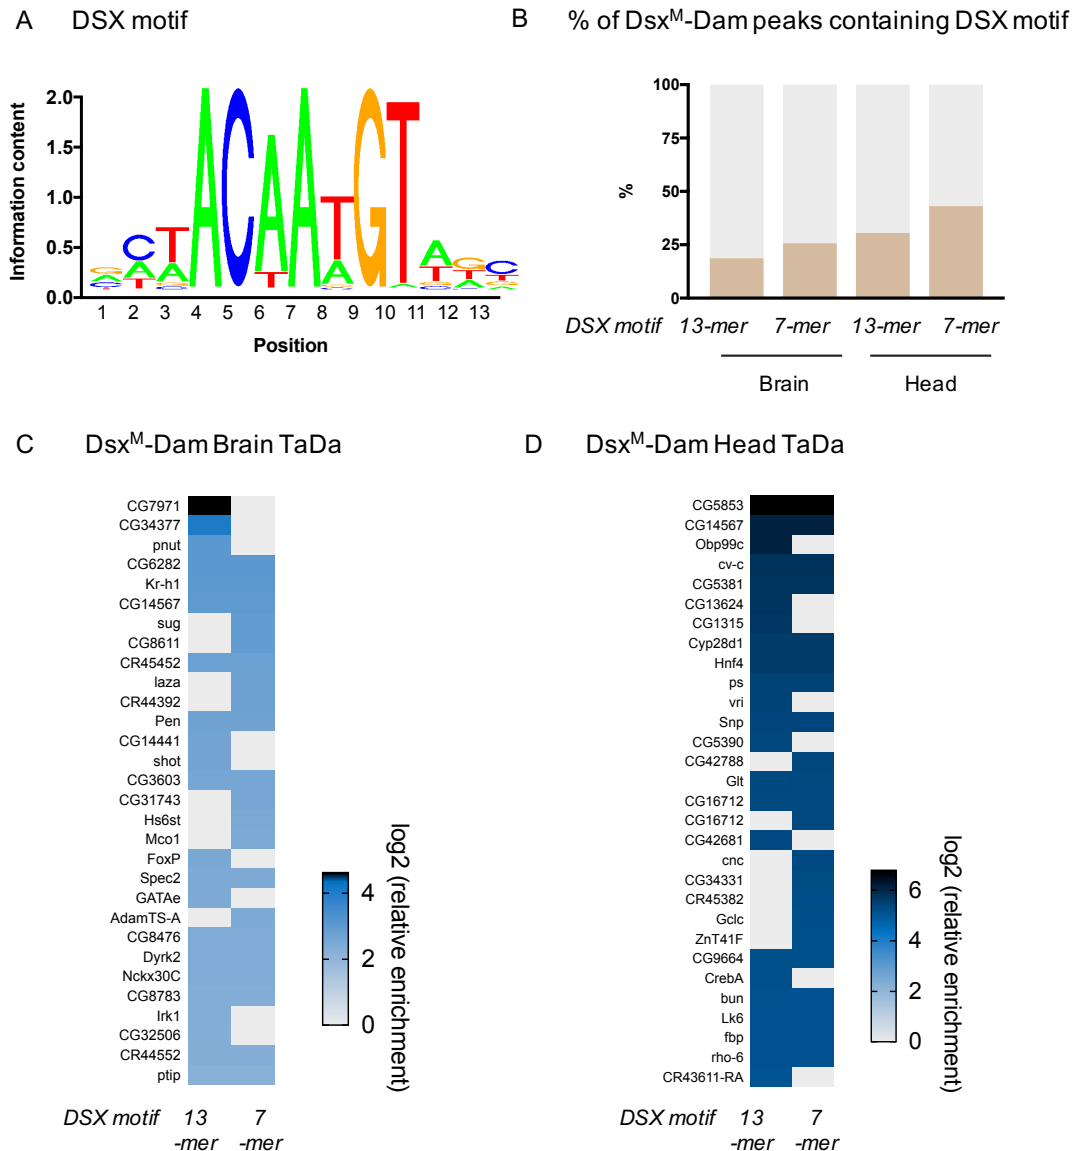 A DSX motif
B % of Dsx^M-Dam peaks containing DSX motif
Information content
2.0
1.5
1.0
0.5
0.0
ACAAATGT
1 2 3 4 5 6 7 8 9 10 11 12 13
Position
%
100
75
50
25
0
DSX motif 13-mer 7-mer 13-mer 7-mer
Brain Head
C Dsx^M-Dam Brain TaDa
CG7971
CG34377
pnut
CG6282
Kr-h1
CG14567
sug
CG8611
CR45452
laza
CR44392
Pen
CG14441
shot
CG3603
CG31743
Hs6st
Mco1
FoxP
Spec2
GATAe
AdamTS-A
CG8476
Dyrk2
Nckx30C
CG8783
Irk1
CG32506
CR44552
ptip
DSX motif 13 7
-mer -mer
4
2
0
log2 (relative enrichment)
D Dsx^M-Dam Head TaDa
CG5853
CG14567
Obp99c
cv-c
CG5381
CG13624
CG1315
Cyp28d1
Hnf4
ps
vri
Snp
CG5390
CG42788
Glt
CG16712
CG16712
CG42681
cnc
CG34331
CR45382
Gclc
ZnT41F
CG9664
CrebA
bun
Lk6
fbp
rho-6
CR43611-RA
DSX motif 13 7
-mer -mer
6
4
2
0
log2 (relative enrichment)